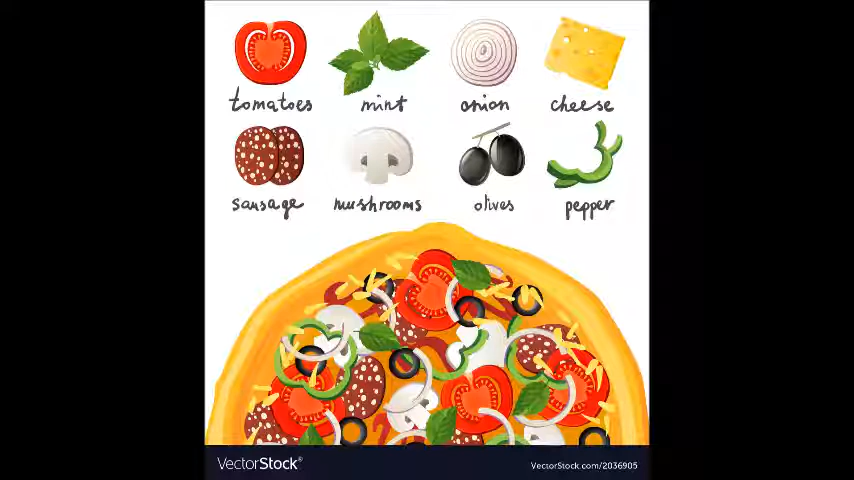 tomatoes mint onion cheese
sausage mushrooms olives pepper
VectorStock® VectorStock.com/2036905